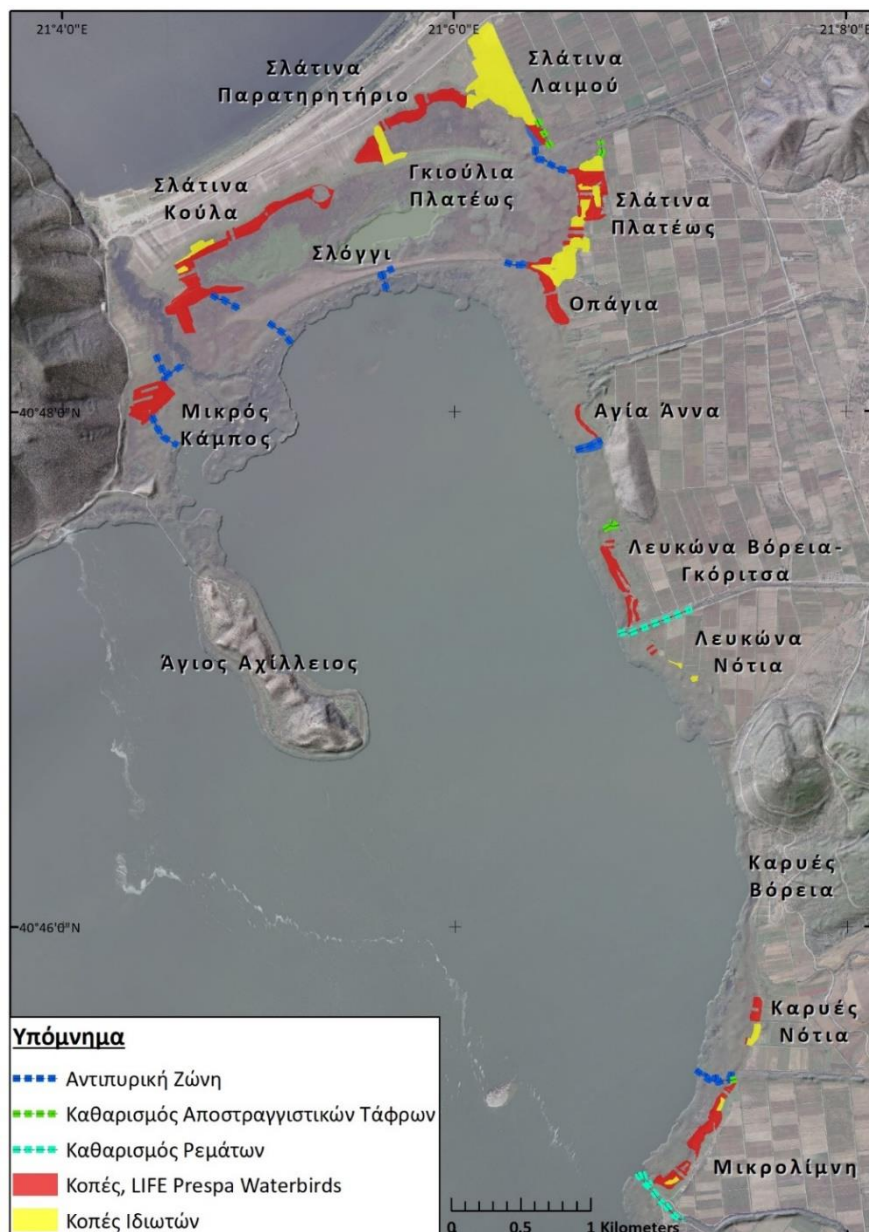 21°4'0"E
21°6'0"E
21°8'0"E
Σλάτινα
Παρατηρητήριο
Σλάτινα
Λαιμού
Σλάτινα
Κούλα
Γκιούλια
Πλατέως
Σλάτινα
Πλατέως
Σλόγγι
Οπάγια
40°48'0"N
Μικρός
Κάμπος
Αγία Άννα
Λευκώνα Βόρεια-
Γκόριτσα
Λευκώνα
Νότια
Άγιος Αχίλλειος
Καρυές
Βόρεια
40°46'0"N
Καρυές
Νότια
Μικρολίμνη
Υπόμνημα
Αντιπυρική Ζώνη
Καθαρισμός Αποστραγγιστικών Τάφρων
Καθαρισμός Ρεμάτων
Κοπές, LIFE Prespa Waterbirds
Κοπές Ιδιωτών
0 0.5 1 Kilometers